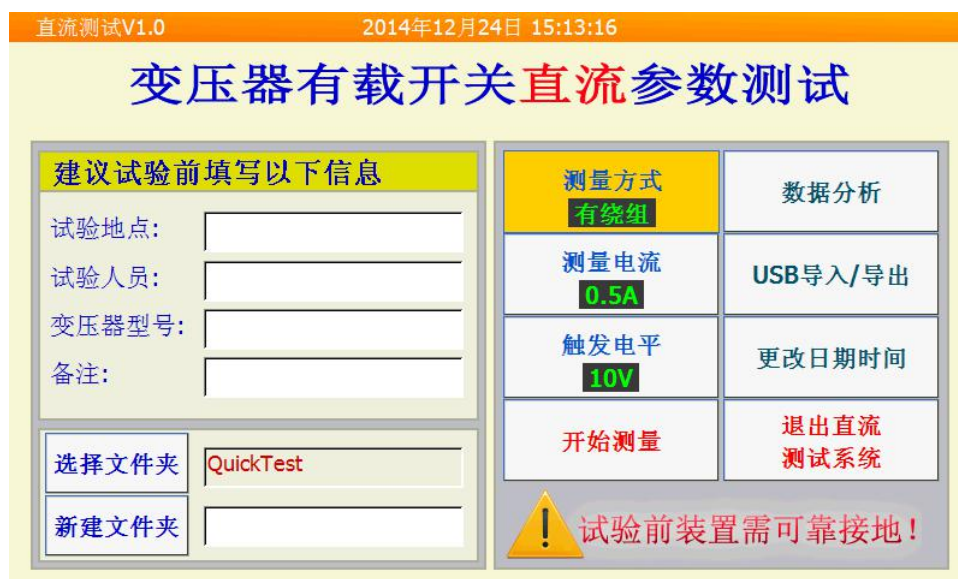 直流测试V1.0 2014年12月24日 15:13:16
变压器有载开关直流参数测试
建议试验前填写以下信息
试验地点:
试验人员:
变压器型号:
备注:
选择文件夹 QuickTest
新建文件夹
测量方式
有绕组
数据分析
测量电流
0.5A
USB导入/导出
触发电平
10V
更改日期时间
开始测量
退出直流
测试系统
试验前装置需可靠接地!